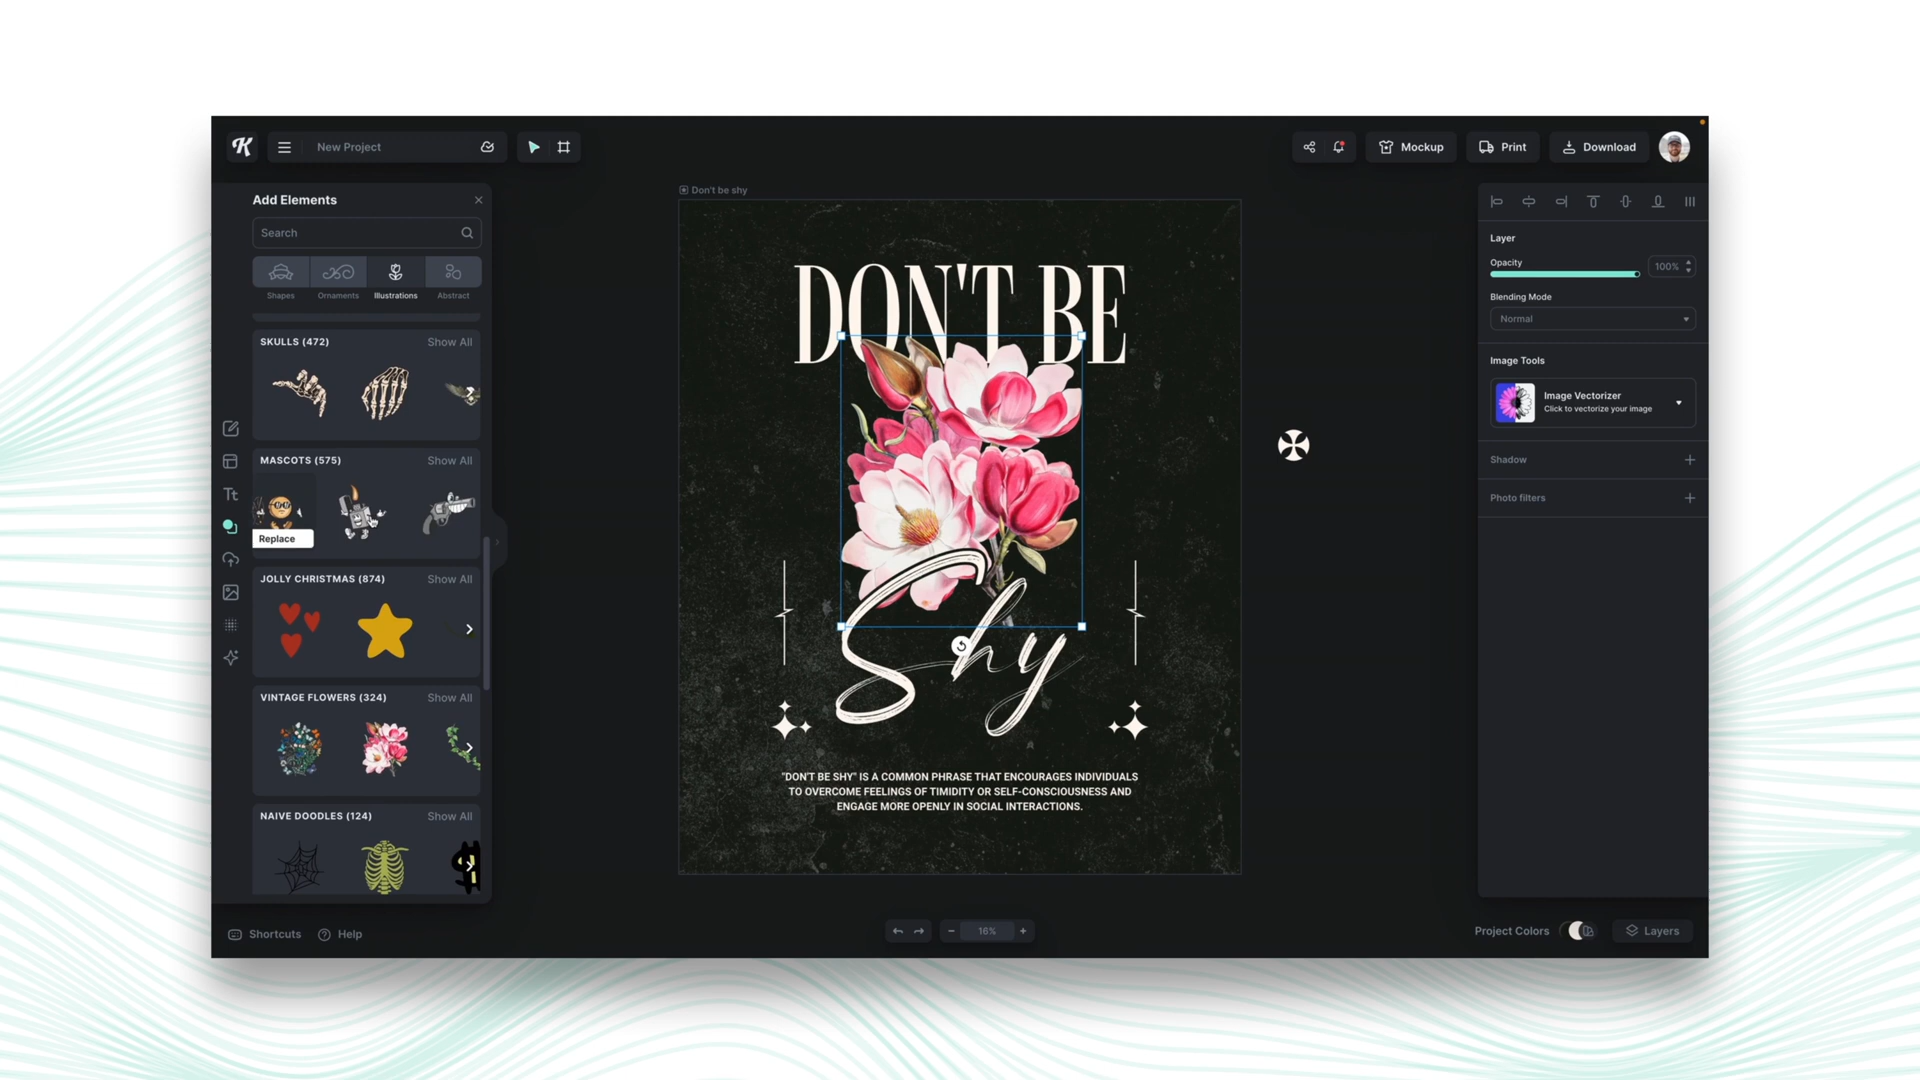 K
New Project
Mockup
Print
Download
Add Elements
Search
Shapes
Ornaments
Illustrations
Abstract
SKULLS (472)
Show All
MASCOTS (575)
Show All
Replace
JOLLY CHRISTMAS (874)
Show All
VINTAGE FLOWERS (324)
Show All
NAIVE DOODLES (124)
Show All
Tt
Shortcuts
Help
Don't be shy
DON'T BE
Shy
"DON'T BE SHY" IS A COMMON PHRASE THAT ENCOURAGES INDIVIDUALS
TO OVERCOME FEELINGS OF TIMIDITY OR SELF-CONSCIOUSNESS AND
ENGAGE MORE OPENLY IN SOCIAL INTERACTIONS.
16%
Layer
Opacity
100%
Blending Mode
Normal
Image Tools
Image Vectorizer
Click to vectorize your image
Shadow
Photo filters
Project Colors
Layers